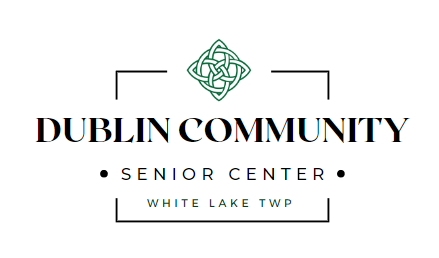 DUBLIN COMMUNITY
• SENIOR CENTER •
WHITE LAKE TWP